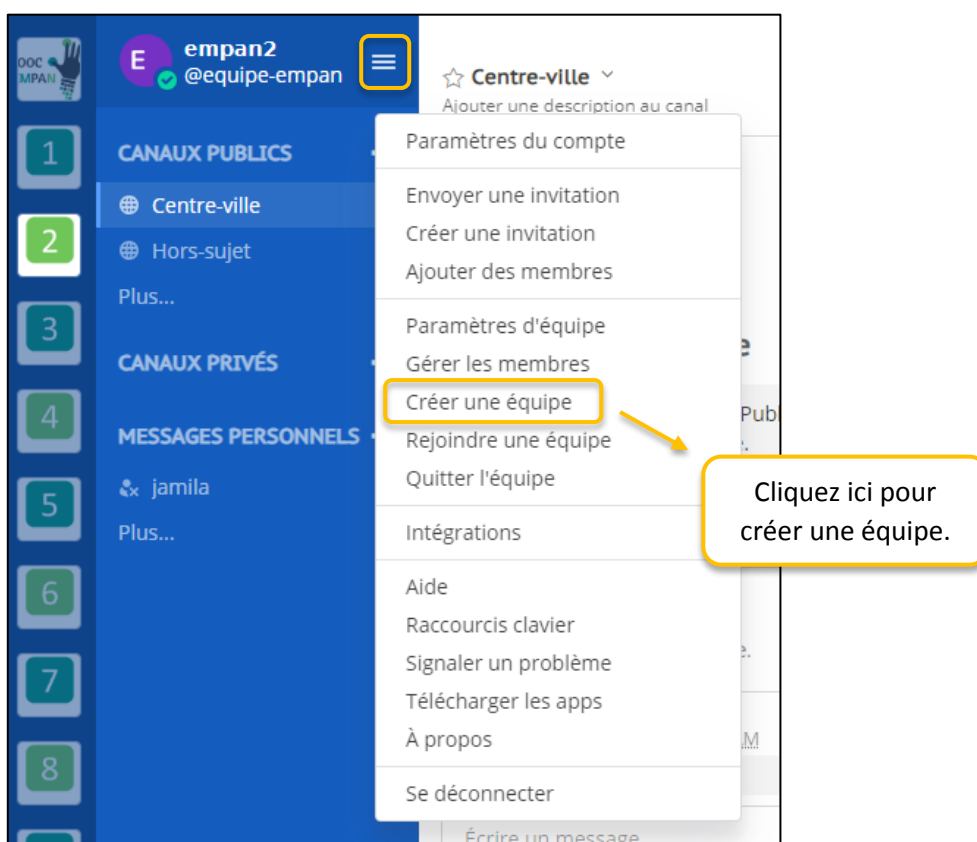 OOC
MPAN
1
2
3
4
5
6
7
8
E
empan2
@equipe-empan
CANAUX PUBLICS
Centre-ville
Hors-sujet
Plus...
CANAUX PRIVÉS
MESSAGES PERSONNELS
jamila
Plus...
Centre-ville
Ajouter une description au canal
Paramètres du compte
Envoyer une invitation
Créer une invitation
Ajouter des membres
Paramètres d'équipe
Gérer les membres
Créer une équipe
Rejoindre une équipe
Quitter l'équipe
Intégrations
Aide
Raccourcis clavier
Signaler un problème
Télécharger les apps
À propos
Se déconnecter
e
Publ
e.
M
Écrire un message
Cliquez ici pour
créer une équipe.